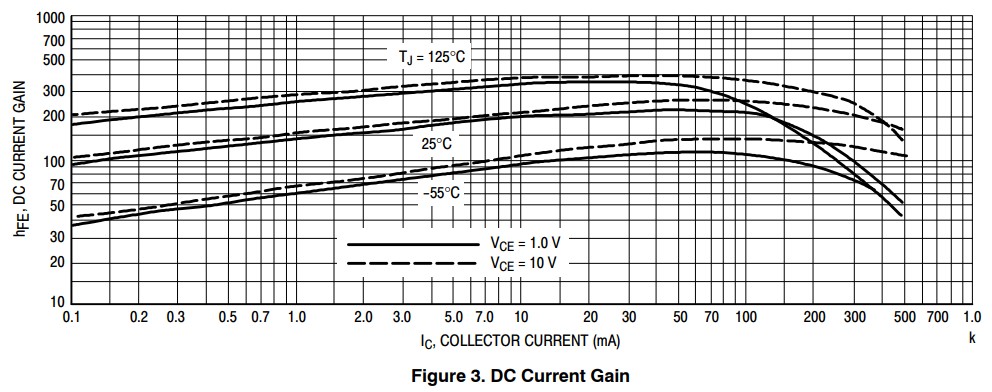 1000
700
500
300
200
100
70
50
30
20
10
hFE, DC CURRENT GAIN
TJ = 125°C
25°C
-55°C
VCE = 1.0 V
VCE = 10 V
0.1 0.2 0.3 0.5 0.7 1.0 2.0 3.0 5.0 7.0 10 20 30 50 70 100 200 300 500 700 1.0
k
IC, COLLECTOR CURRENT (mA)
Figure 3. DC Current Gain